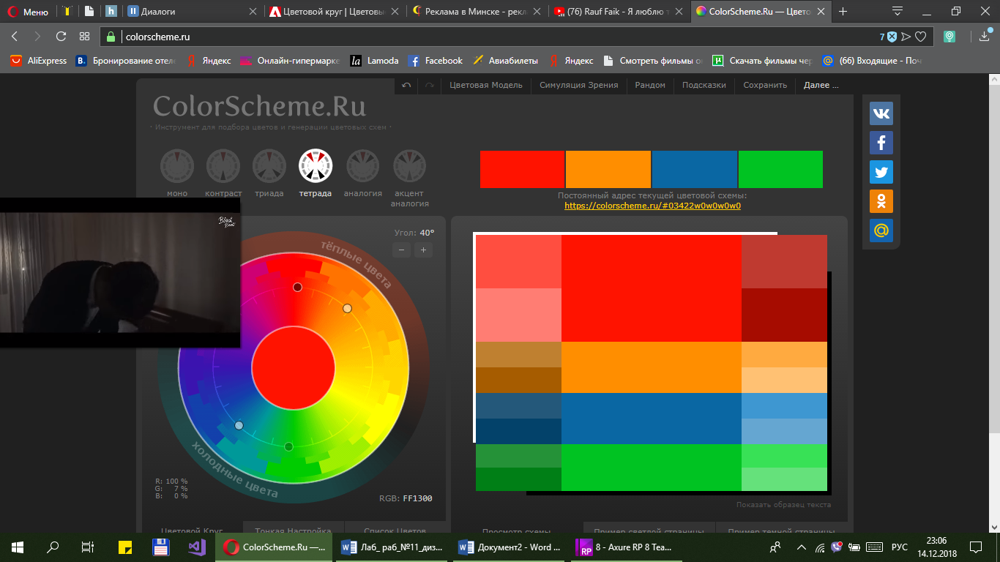 Меню
Диалоги
Цветовой круг | Цветовы
Реклама в Минске - рекл
(76) Rauf Faik - Я люблю т
ColorScheme.Ru — Цвето
colorscheme.ru
7
AliExpress
Бронирование отеле
Яндекс
Онлайн-гипермарке
Lamoda
Facebook
Авиабилеты
Яндекс
Смотреть фильмы о
Скачать фильмы чер
(66) Входящие - Поч
Цветовая Модель
Симуляция Зрения
Рандом
Подсказки
Сохранить
Далее ...
ColorScheme.Ru
· Инструмент для подбора цветов и генерации цветовых схем ·
моно
контраст
триада
тетрада
аналогия
акцент
аналогия
Постоянный адрес текущей цветовой схемы:
https://colorscheme.ru/#03422w0w0w0w0
Black
Beats
Угол: 40°
тёплые цвета
холодные цвета
R: 100 %
G: 7 %
B: 0 %
RGB: FF1300
Показать образец текста
Цветовой Круг
Тонкая Настройка
Список Цветов
Просмотр схемы
Пример светлой страницы
Пример темной страницы
ColorScheme.Ru —...
Лаб_ раб_№11_диз...
Документ2 - Word ...
8 - Axure RP 8 Tea...
РУС
23:06
14.12.2018